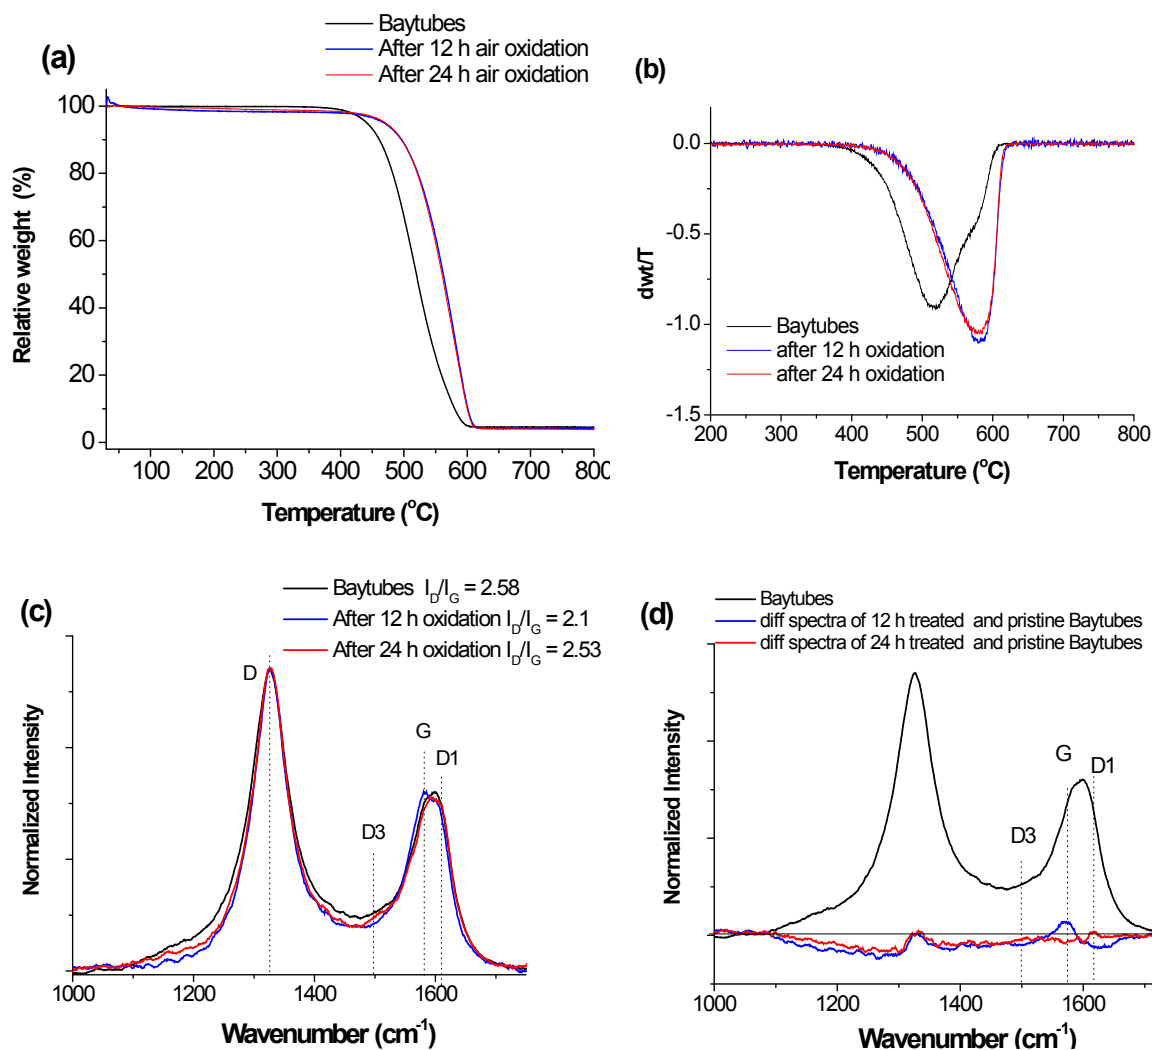 (a)
Baytubes
After 12 h air oxidation
After 24 h air oxidation
100
80
60
40
20
0
Relative weight (%)
100 200 300 400 500 600 700 800
Temperature (°C)
(b)
0.0
-0.5
-1.0
-1.5
dwt/T
Baytubes
after 12 h oxidation
after 24 h oxidation
200 300 400 500 600 700 800
Temperature (°C)
(c)
Baytubes I_D/I_G = 2.58
After 12 h oxidation I_D/I_G = 2.1
After 24 h oxidation I_D/I_G = 2.53
D
G
D1
D3
Normalized Intensity
1000 1200 1400 1600
Wavenumber (cm⁻¹)
(d)
Baytubes
diff spectra of 12 h treated and pristine Baytubes
diff spectra of 24 h treated and pristine Baytubes
G
D1
D3
Normalized Intensity
1000 1200 1400 1600
Wavenumber (cm⁻¹)